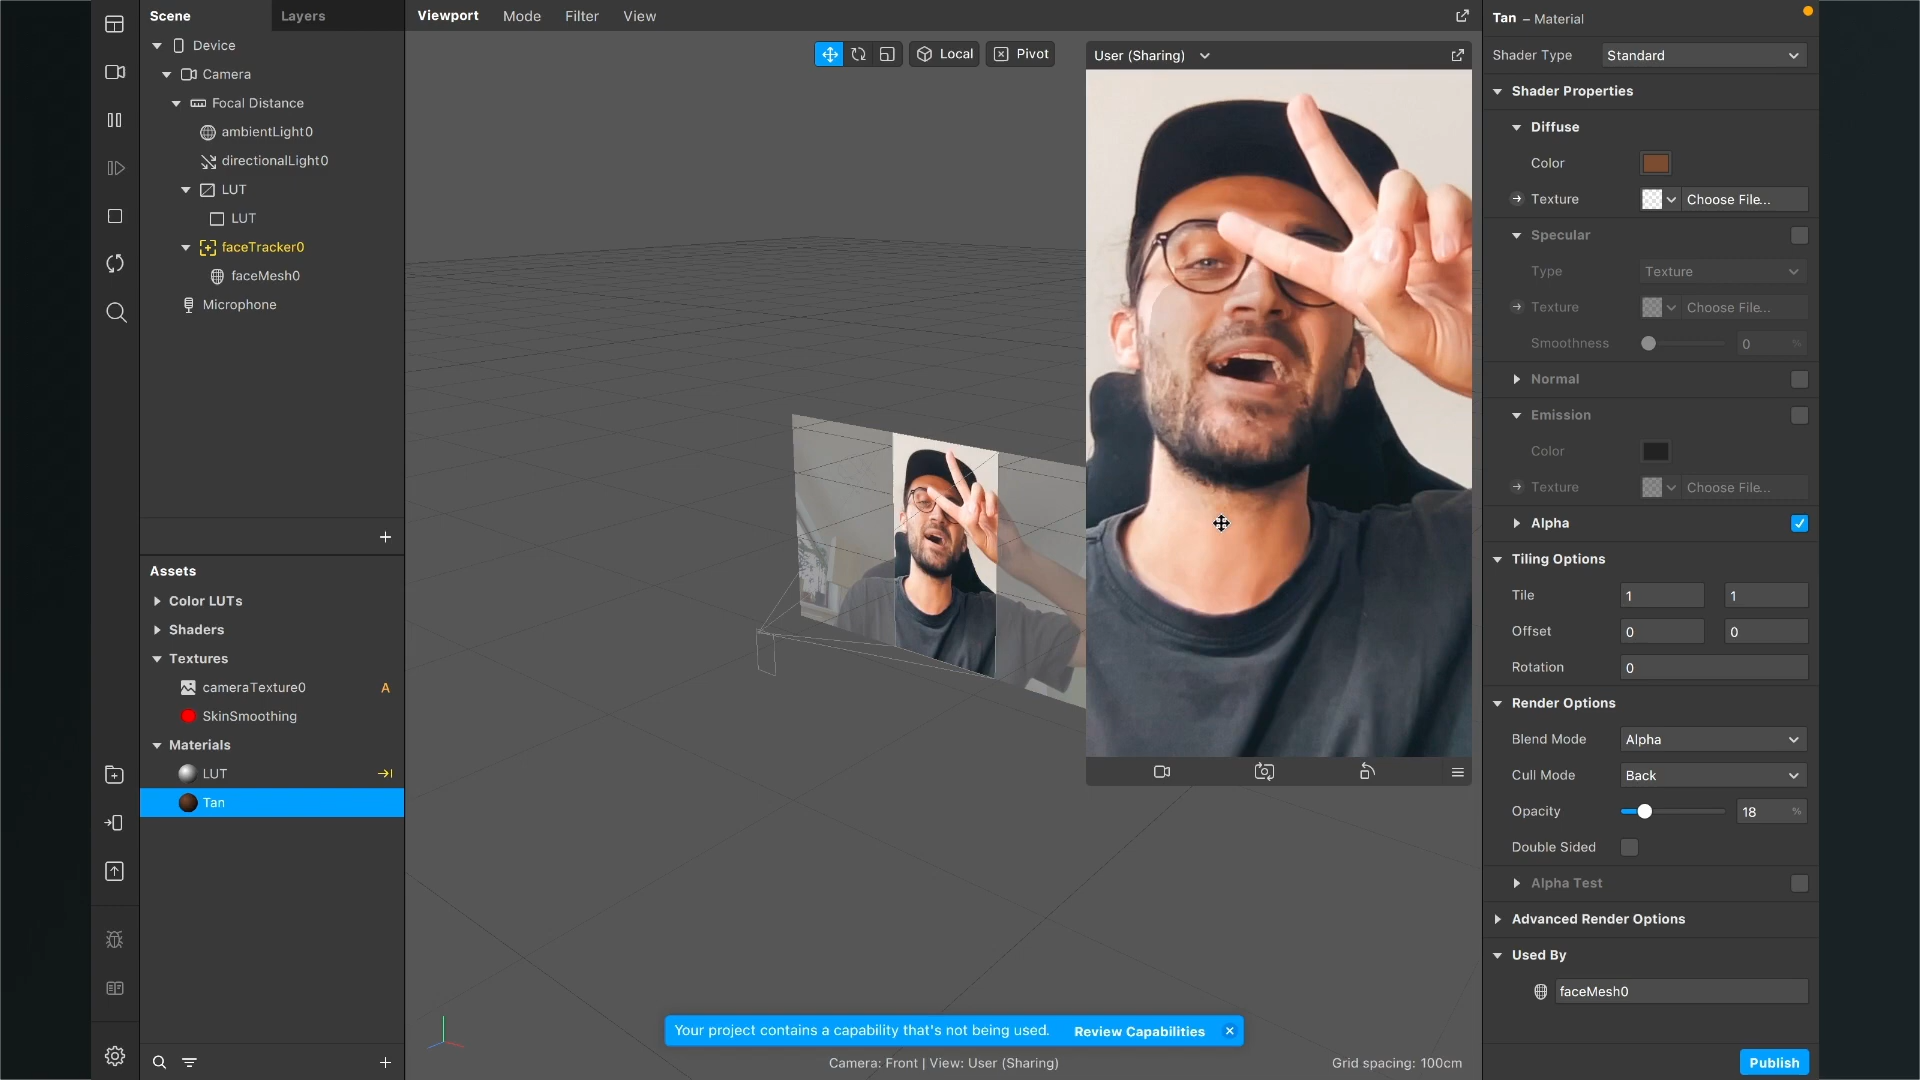 Scene
Layers
Device
Camera
Focal Distance
ambientLight0
directionalLight0
LUT
LUT
faceTracker0
faceMesh0
Microphone
Assets
Color LUTs
Shaders
Textures
cameraTexture0 A
SkinSmoothing
Materials
LUT
Tan
Viewport Mode Filter View
Local Pivot
User (Sharing)
Your project contains a capability that's not being used. Review Capabilities
Camera: Front | View: User (Sharing)
Grid spacing: 100cm
Tan – Material
Shader Type Standard
Shader Properties
Diffuse
Color
Texture Choose File...
Specular
Type Texture
Texture Choose File...
Smoothness 0 %
Normal
Emission
Color
Texture Choose File...
Alpha
Tiling Options
Tile 1 1
Offset 0 0
Rotation 0
Render Options
Blend Mode Alpha
Cull Mode Back
Opacity 18 %
Double Sided
Alpha Test
Advanced Render Options
Used By
faceMesh0
Publish